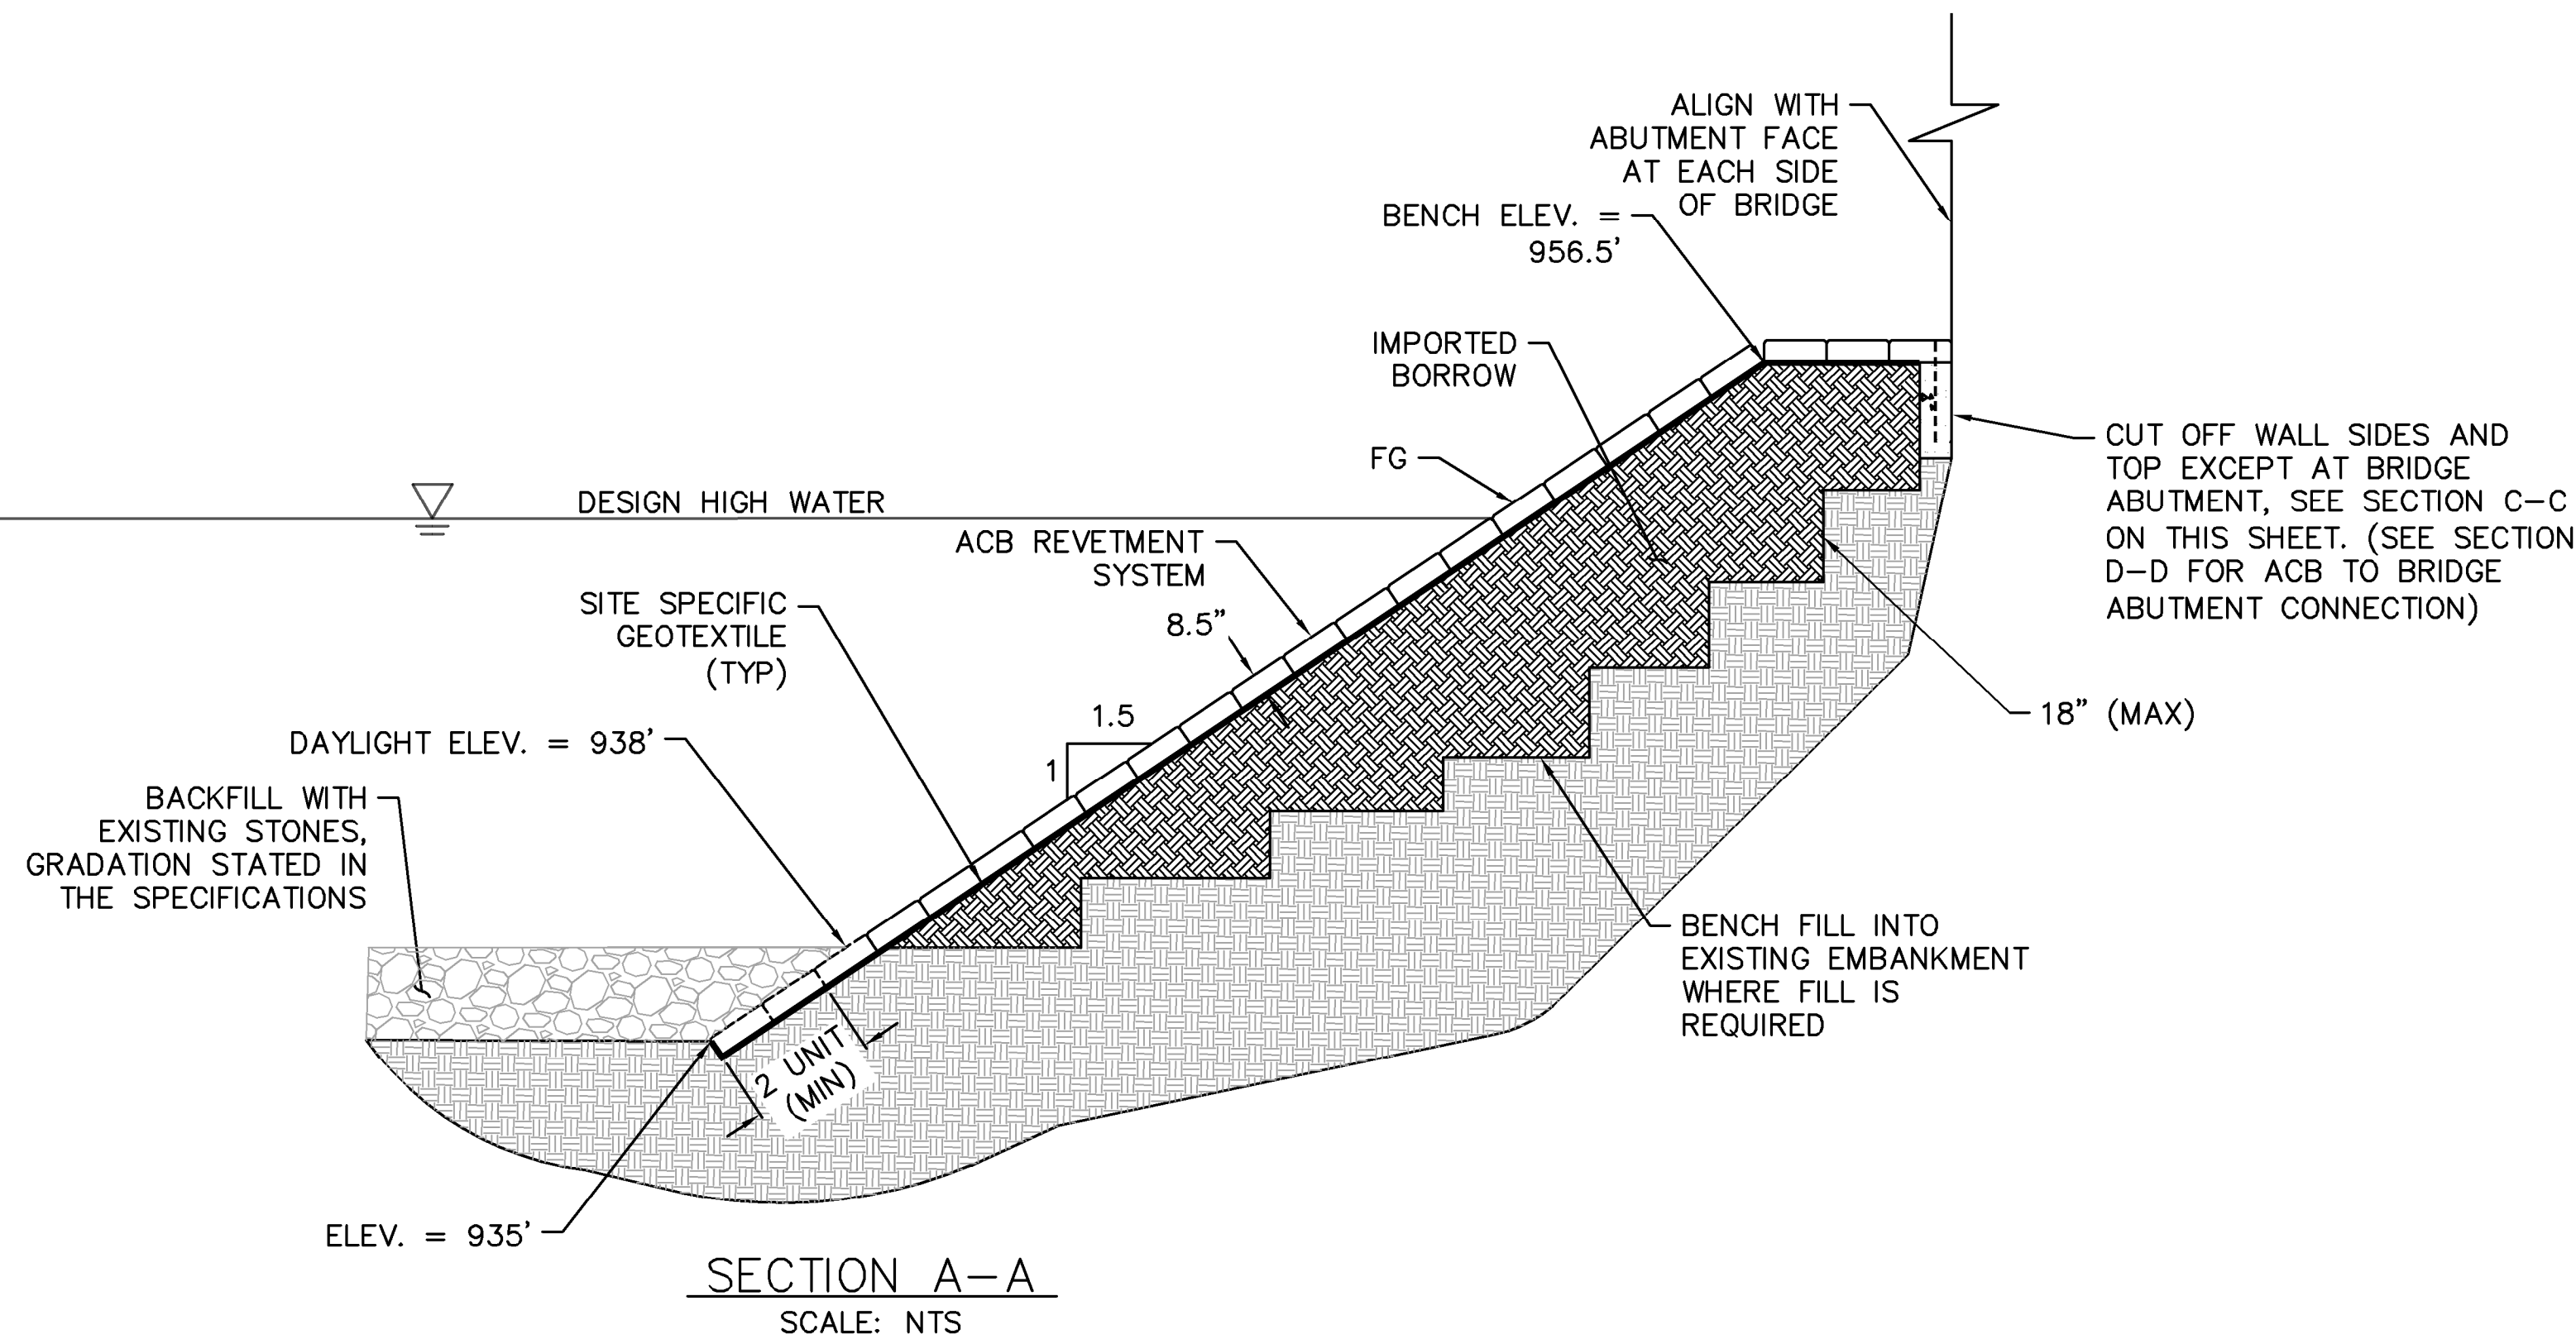 ALIGN WITH
ABUTMENT FACE
AT EACH SIDE
OF BRIDGE
BENCH ELEV. =
956.5'
IMPORTED
BORROW
FG
CUT OFF WALL SIDES AND
TOP EXCEPT AT BRIDGE
ABUTMENT, SEE SECTION C-C
ON THIS SHEET. (SEE SECTION
D-D FOR ACB TO BRIDGE
ABUTMENT CONNECTION)
DESIGN HIGH WATER
ACB REVETMENT
SYSTEM
8.5"
SITE SPECIFIC
GEOTEXTILE
(TYP)
1.5
1
18" (MAX)
DAYLIGHT ELEV. = 938'
BACKFILL WITH
EXISTING STONES,
GRADATION STATED IN
THE SPECIFICATIONS
BENCH FILL INTO
EXISTING EMBANKMENT
WHERE FILL IS
REQUIRED
2 UNIT
(MIN)
ELEV. = 935'
SECTION A-A
SCALE: NTS